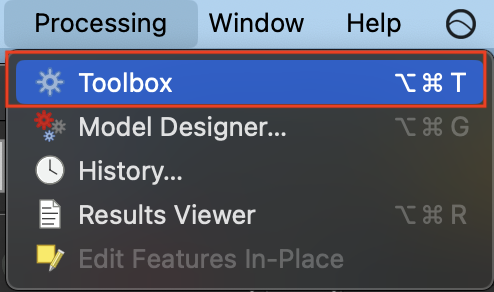 Processing Window Help
Toolbox ⌥⌘T
Model Designer... ⌥⌘G
History...
Results Viewer ⌥⌘R
Edit Features In-Place